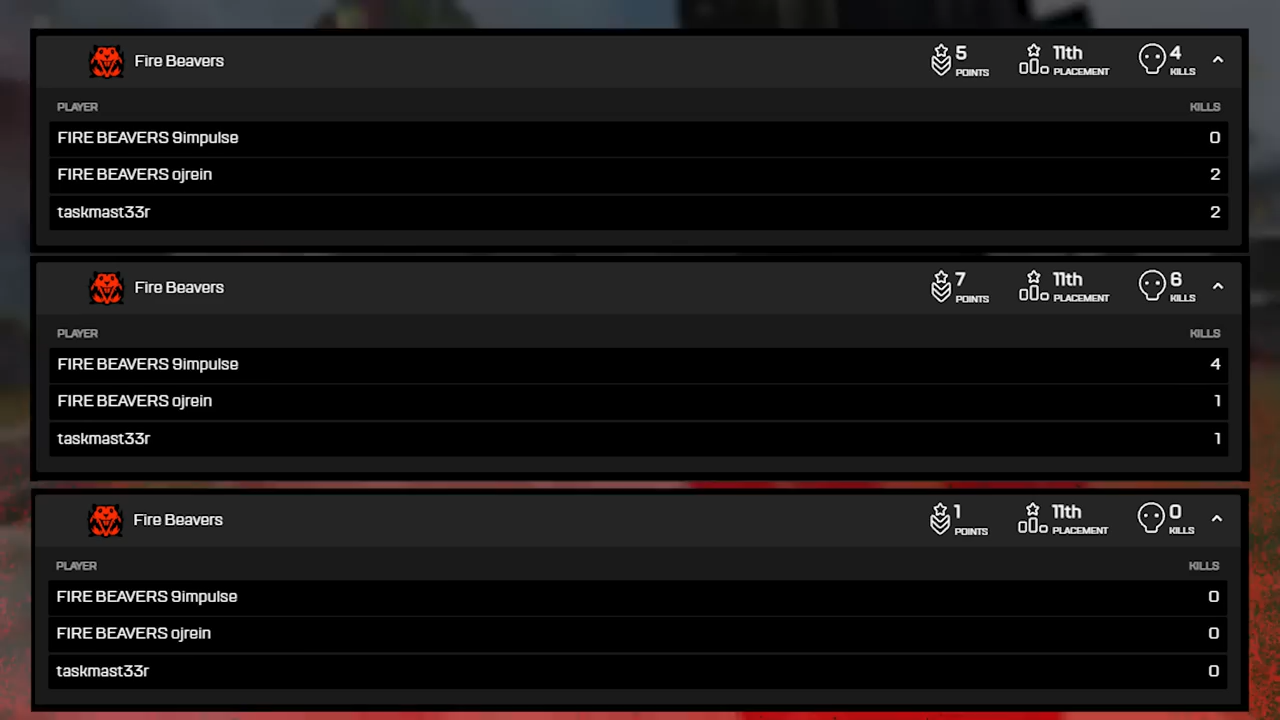 Fire Beavers 5 POINTS 11th PLACEMENT 4 KILLS
PLAYER KILLS
FIRE BEAVERS 9impulse 0
FIRE BEAVERS ojrein 2
taskmast33r 2
Fire Beavers 7 POINTS 11th PLACEMENT 6 KILLS
PLAYER KILLS
FIRE BEAVERS 9impulse 4
FIRE BEAVERS ojrein 1
taskmast33r 1
Fire Beavers 1 POINTS 11th PLACEMENT 0 KILLS
PLAYER KILLS
FIRE BEAVERS 9impulse 0
FIRE BEAVERS ojrein 0
taskmast33r 0